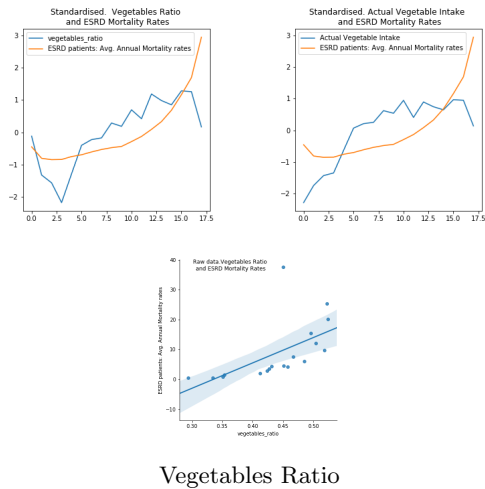 Standardised.  Vegetables Ratio
and ESRD Mortality Rates
vegetables_ratio
ESRD patients: Avg. Annual Mortality rates
3
2
1
0
−1
−2
0.0 2.5 5.0 7.5 10.0 12.5 15.0 17.5
Standardised. Actual Vegetable Intake
and ESRD Mortality Rates
Actual Vegetable Intake
ESRD patients: Avg. Annual Mortality rates
3
2
1
0
−1
−2
0.0 2.5 5.0 7.5 10.0 12.5 15.0 17.5
Raw data.Vegetables Ratio
and ESRD Mortality Rates
ESRD patients: Avg. Annual Mortality rates
40
30
20
10
0
−10
0.30 0.35 0.40 0.45 0.50
vegetables_ratio
Vegetables Ratio